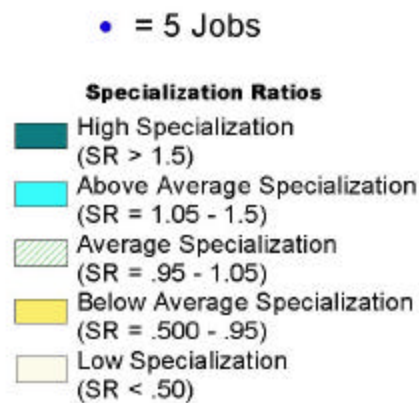 = 5 Jobs
Specialization Ratios
High Specialization
(SR > 1.5)
Above Average Specialization
(SR = 1.05 - 1.5)
Average Specialization
(SR = .95 - 1.05)
Below Average Specialization
(SR = .500 - .95)
Low Specialization
(SR < .50)